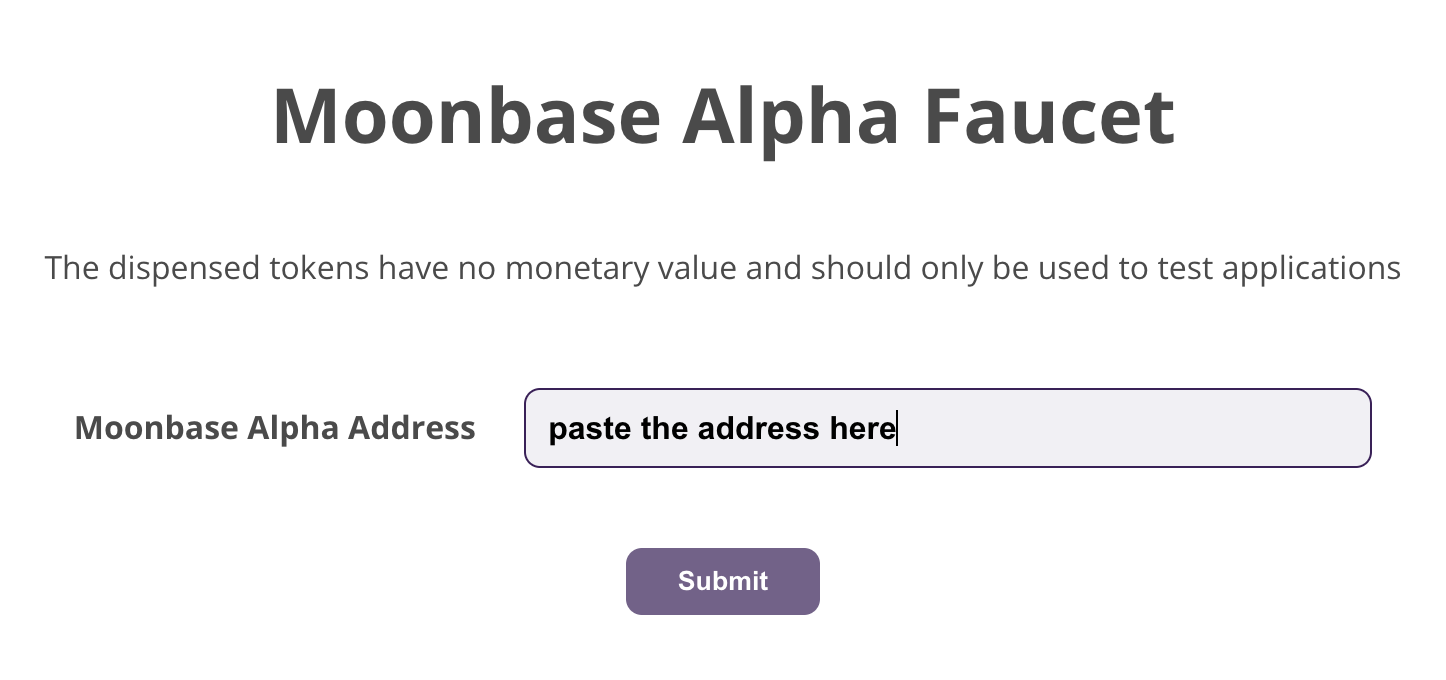 Moonbase Alpha Faucet
The dispensed tokens have no monetary value and should only be used to test applications
Moonbase Alpha Address
paste the address here
Submit